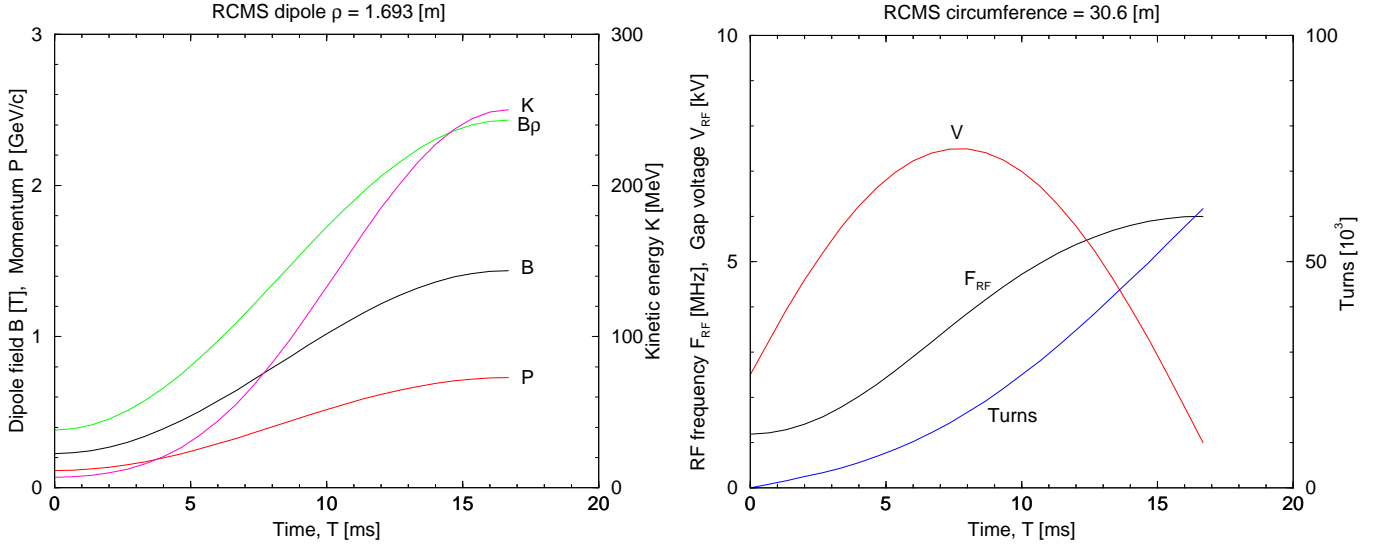 RCMS dipole ρ = 1.693 [m]
Dipole field B [T],  Momentum P [GeV/c]
3
2
1
0
300
200
100
0
Kinetic energy K [MeV]
K
Bρ
B
P
0
5
10
15
20
Time, T [ms]
RCMS circumference = 30.6 [m]
RF frequency F_RF [MHz],  Gap voltage V_RF [kV]
10
5
0
100
50
0
Turns [10³]
V
F_RF
Turns
0
5
10
15
20
Time, T [ms]